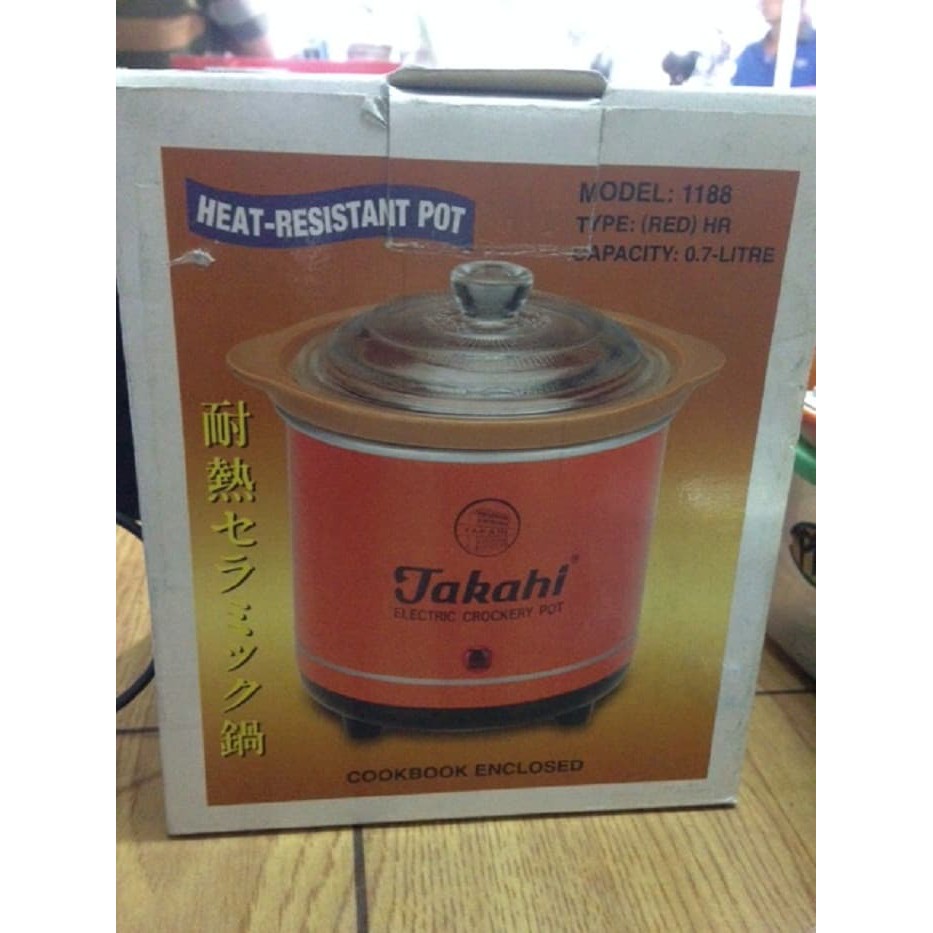 HEAT-RESISTANT POT
MODEL: 1188
TYPE: (RED) HR
CAPACITY: 0.7-LITRE
耐熱セラミック鍋
Takahi®
ELECTRIC CROCKERY POT
COOKBOOK ENCLOSED